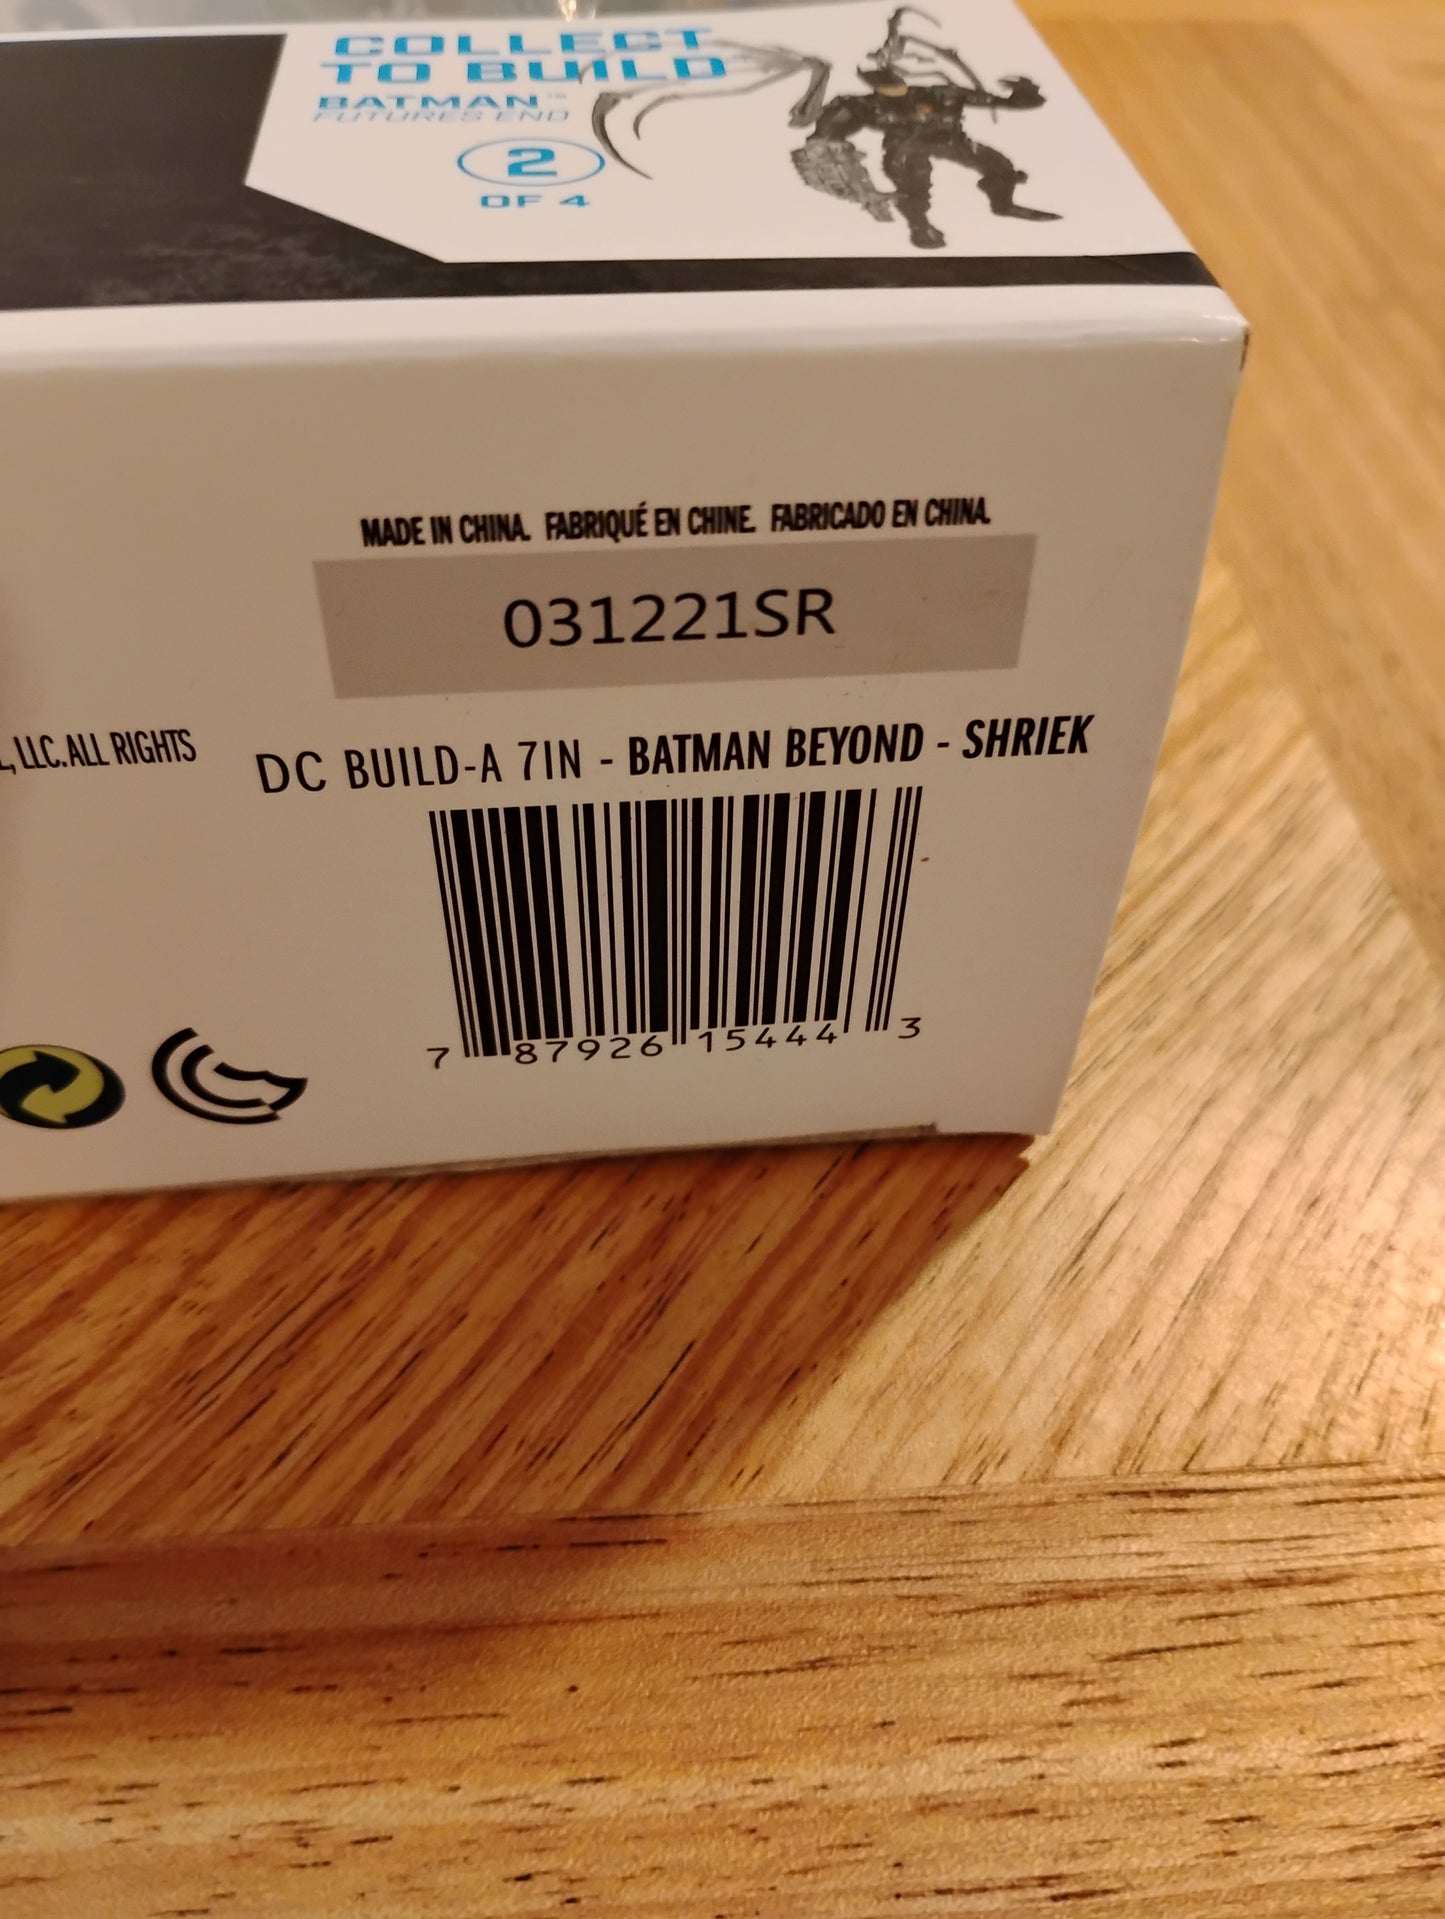 COLLECT
TO BUILD
BATMAN™
FUTURES END
2
OF 4
MADE IN CHINA. FABRIQUÉ EN CHINE. FABRICADO EN CHINA.
031221SR
, LLC. ALL RIGHTS
DC BUILD-A 7IN - BATMAN BEYOND - SHRIEK
7 87926 15444 3